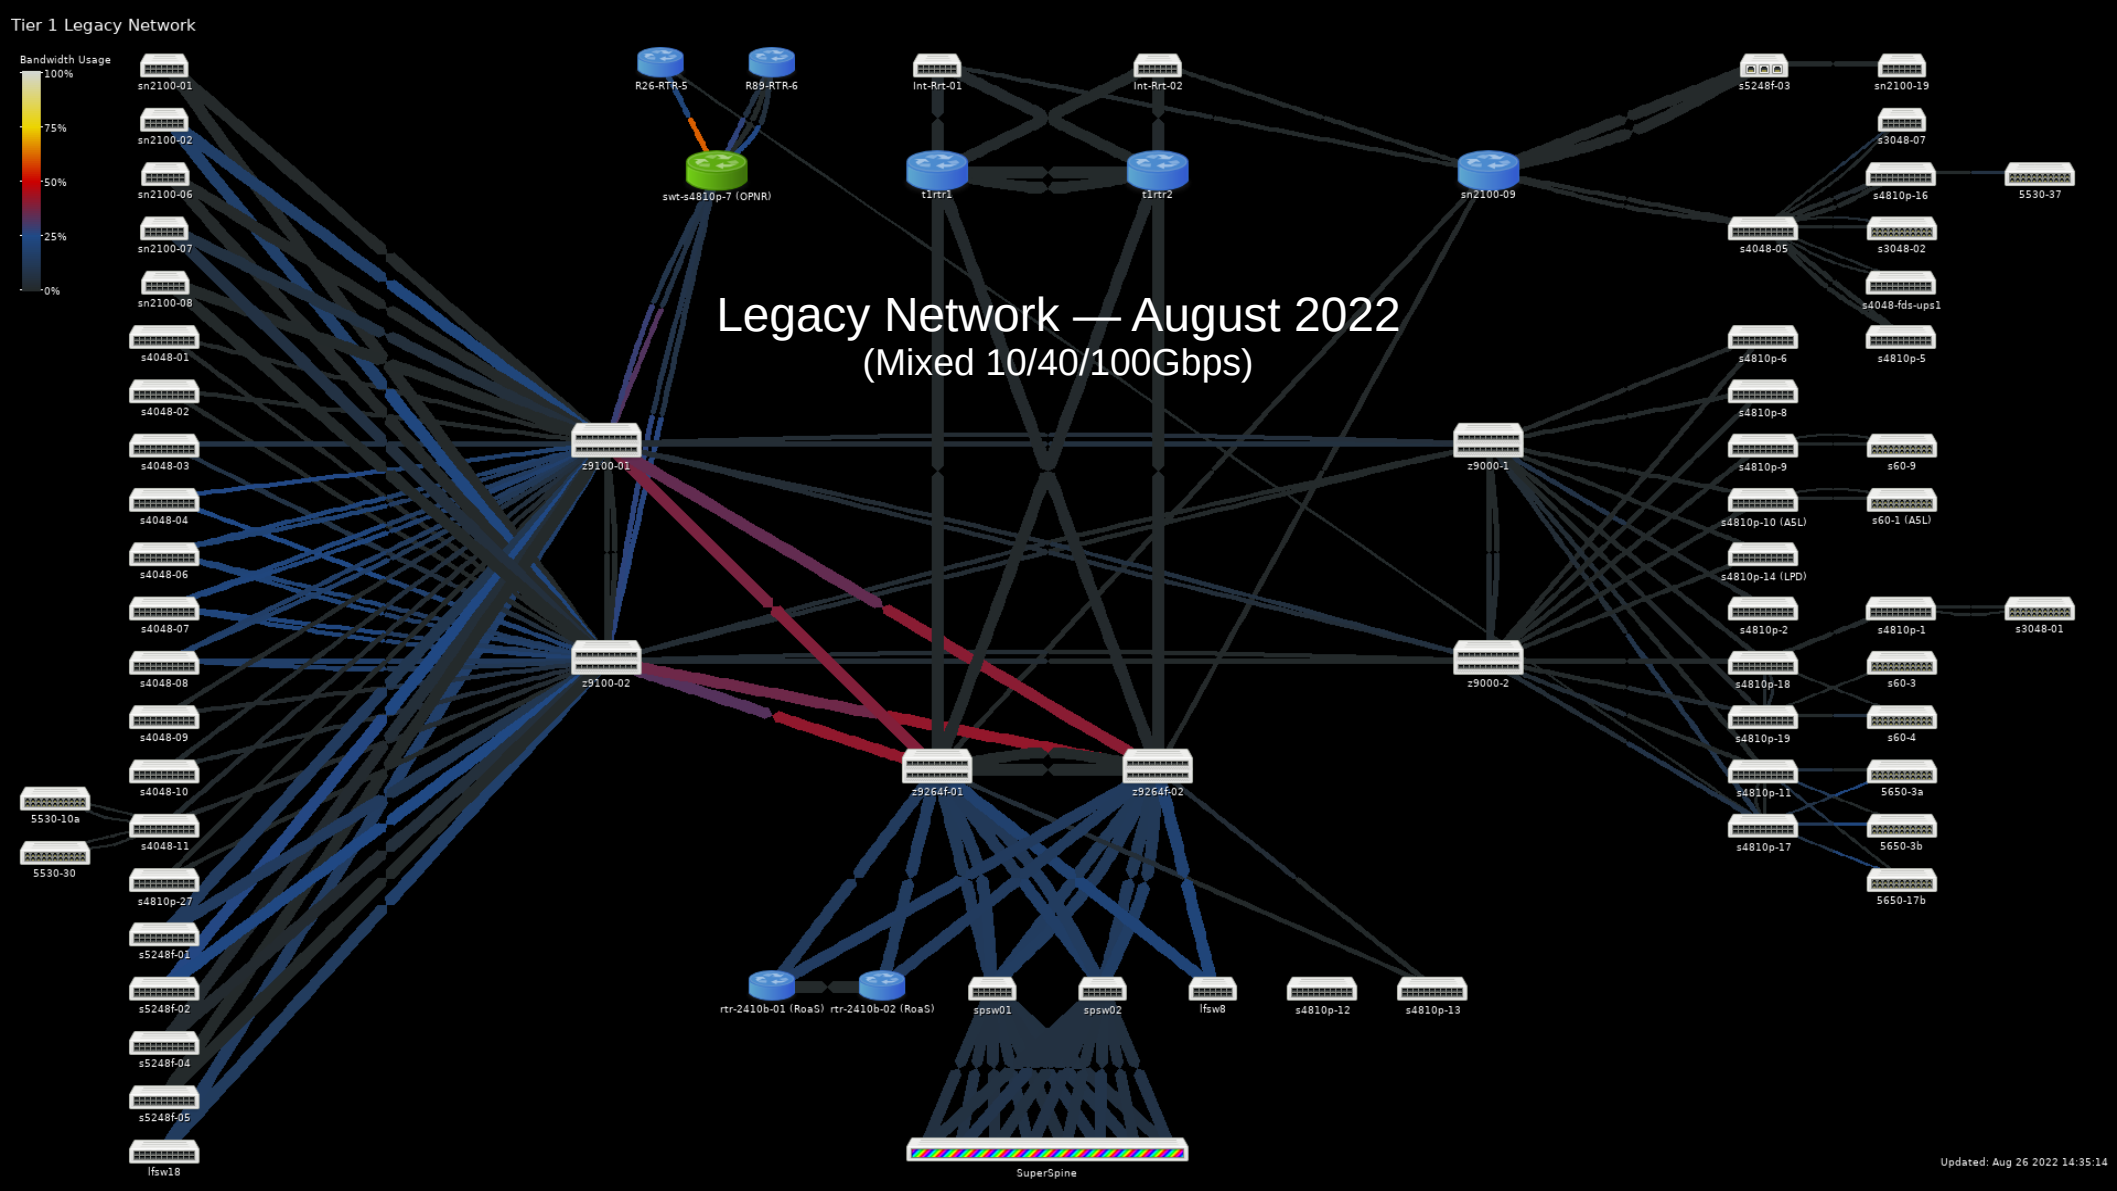 Tier 1 Legacy Network
Bandwidth Usage
100%
75%
50%
25%
0%
sn2100-01
sn2100-02
sn2100-06
sn2100-07
sn2100-08
s4048-01
s4048-02
s4048-03
s4048-04
s4048-06
s4048-07
s4048-08
s4048-09
s4048-10
5530-10a
s4048-11
5530-30
s4810p-27
s5248f-01
s5248f-02
s5248f-04
s5248f-05
lfsw18
R26-RTR-5
R89-RTR-6
swt-s4810p-7 (OPNR)
Int-Rrt-01
Int-Rrt-02
t1rtr1
t1rtr2
sn2100-09
Legacy Network — August 2022
(Mixed 10/40/100Gbps)
z9100-01
z9100-02
z9000-1
z9000-2
z9264f-01
z9264f-02
rtr-2410b-01 (RoaS)
rtr-2410b-02 (RoaS)
spsw01
spsw02
lfsw8
s4810p-12
s4810p-13
SuperSpine
s5248f-03
sn2100-19
s3048-07
s4810p-16
5530-37
s4048-05
s3048-02
s4048-fds-ups1
s4810p-6
s4810p-5
s4810p-8
s4810p-9
s60-9
s4810p-10 (A5L)
s60-1 (A5L)
s4810p-14 (LPD)
s4810p-2
s4810p-1
s3048-01
s4810p-18
s60-3
s4810p-19
s60-4
s4810p-11
5650-3a
s4810p-17
5650-3b
5650-17b
Updated: Aug 26 2022 14:35:14